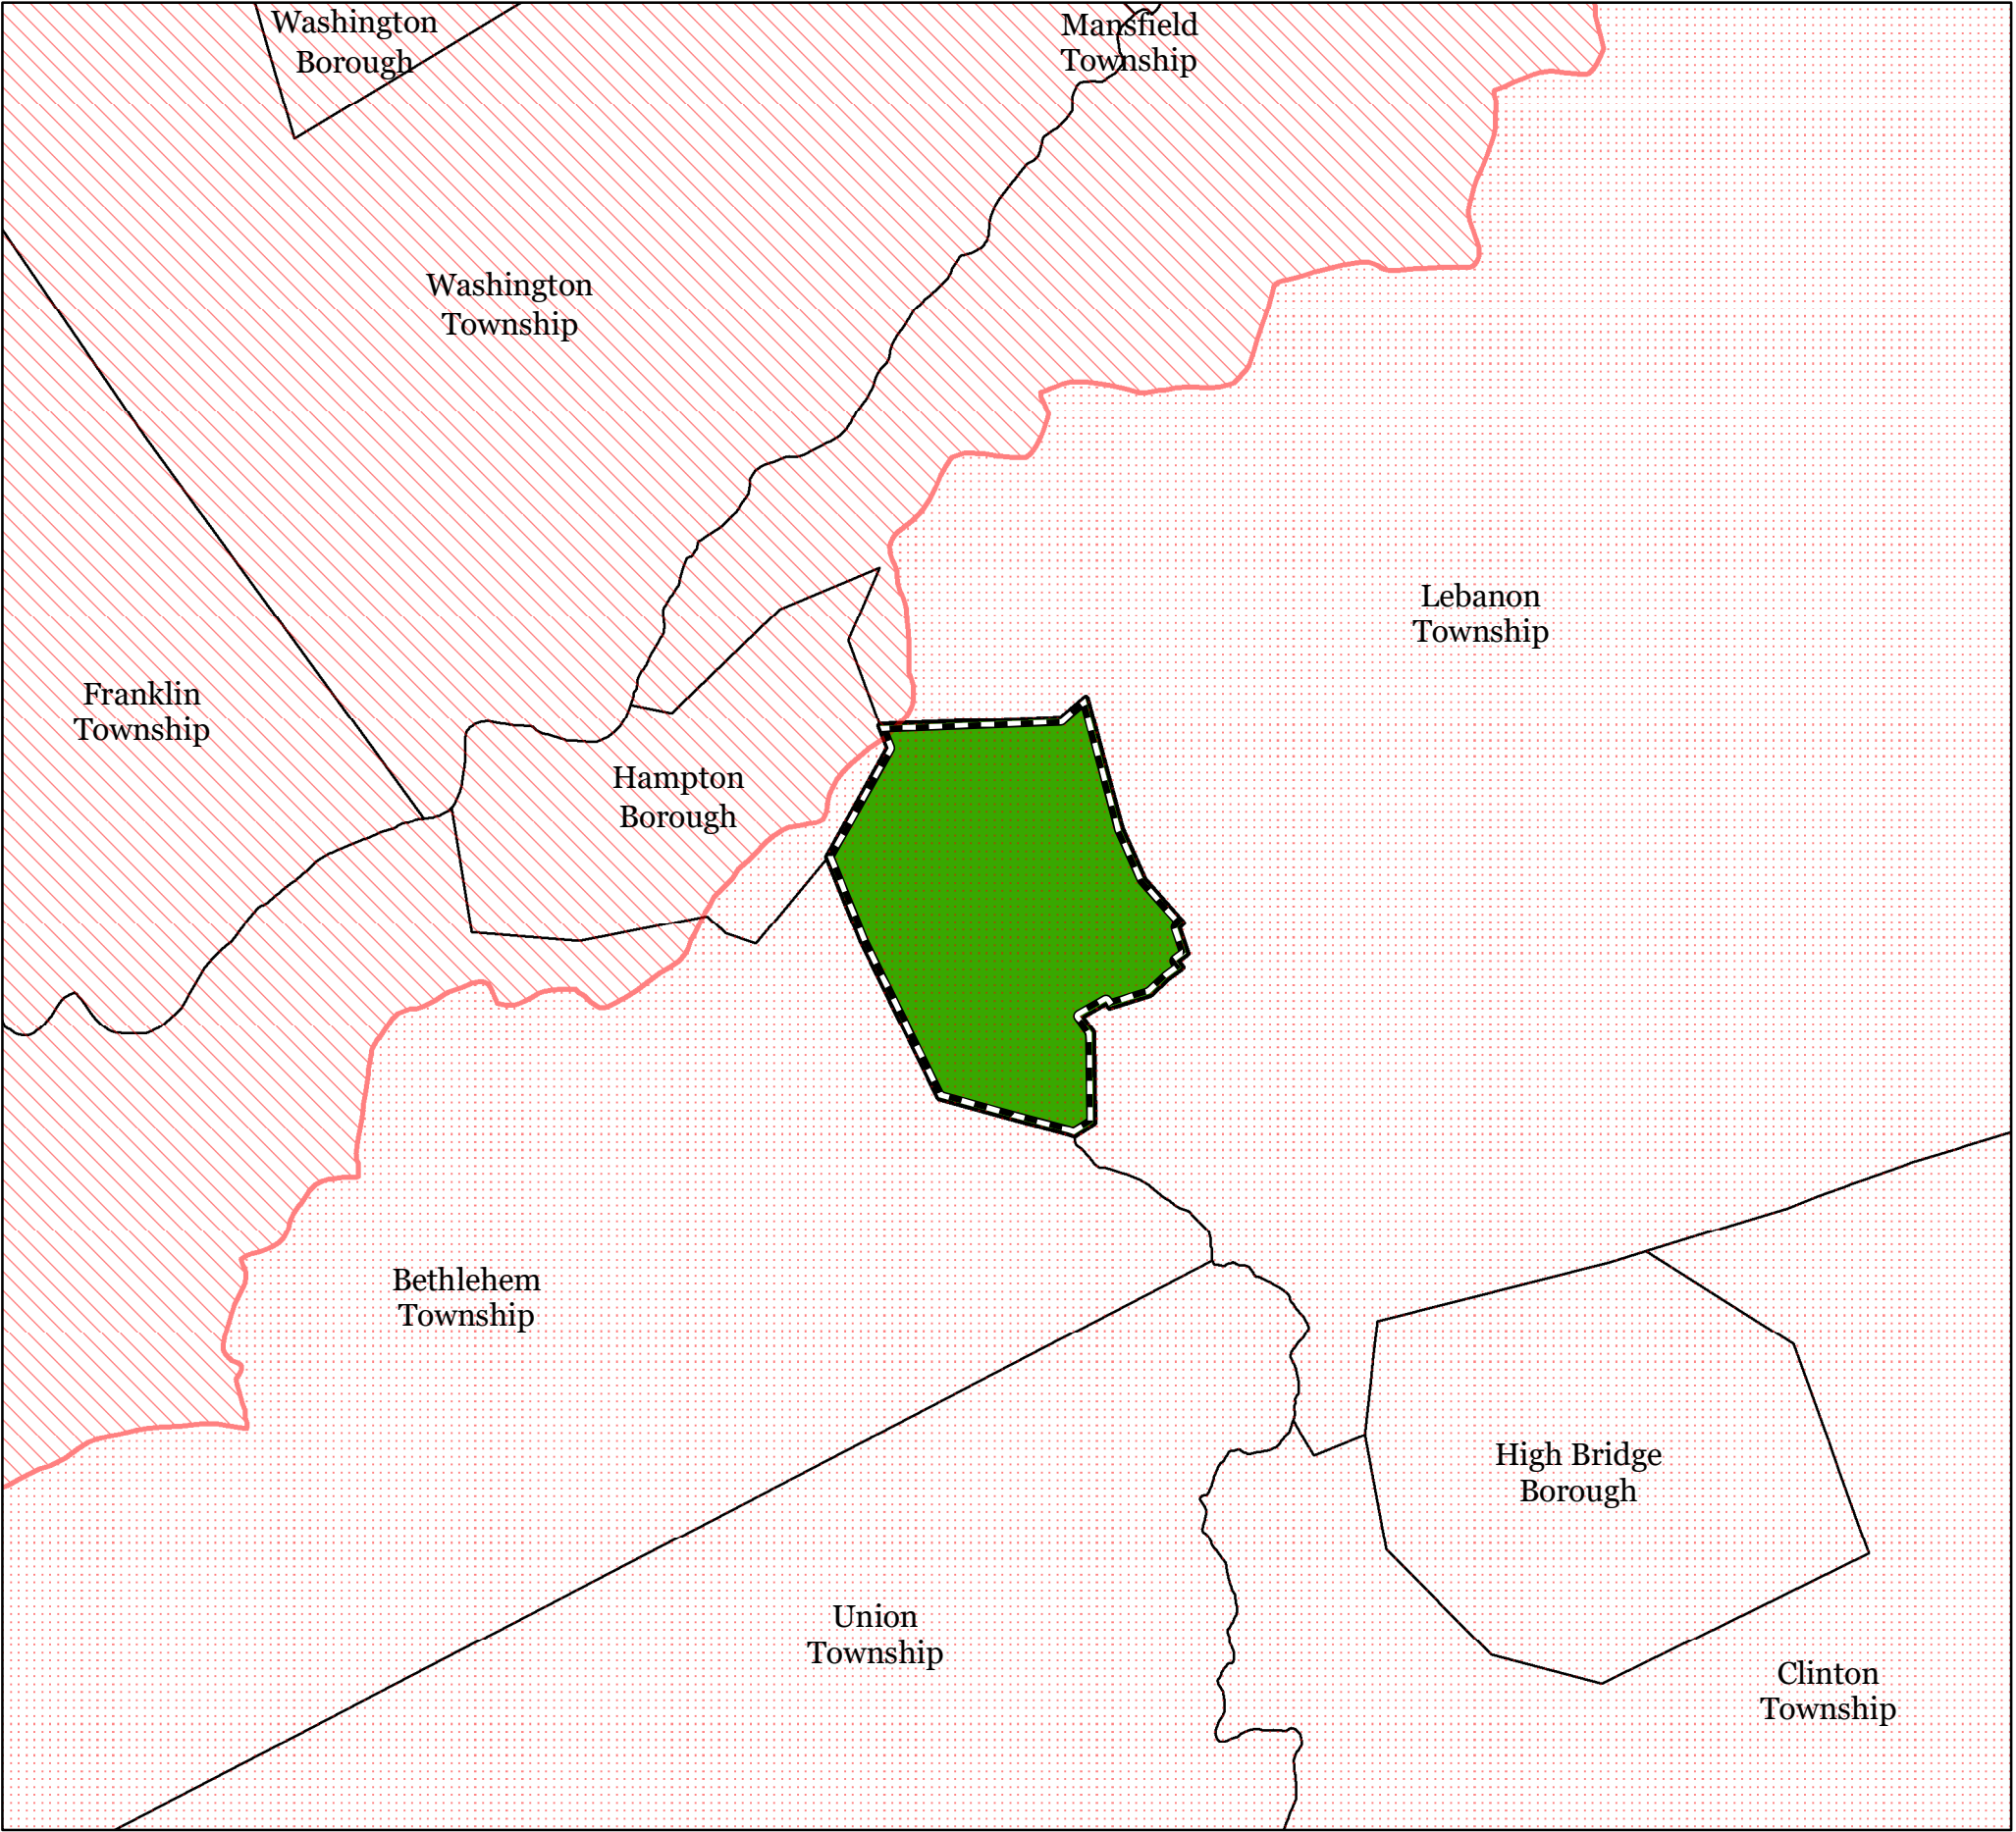 Washington
Borough
Mansfield
Township
Washington
Township
Lebanon
Township
Franklin
Township
Hampton
Borough
Bethlehem
Township
High Bridge
Borough
Union
Township
Clinton
Township